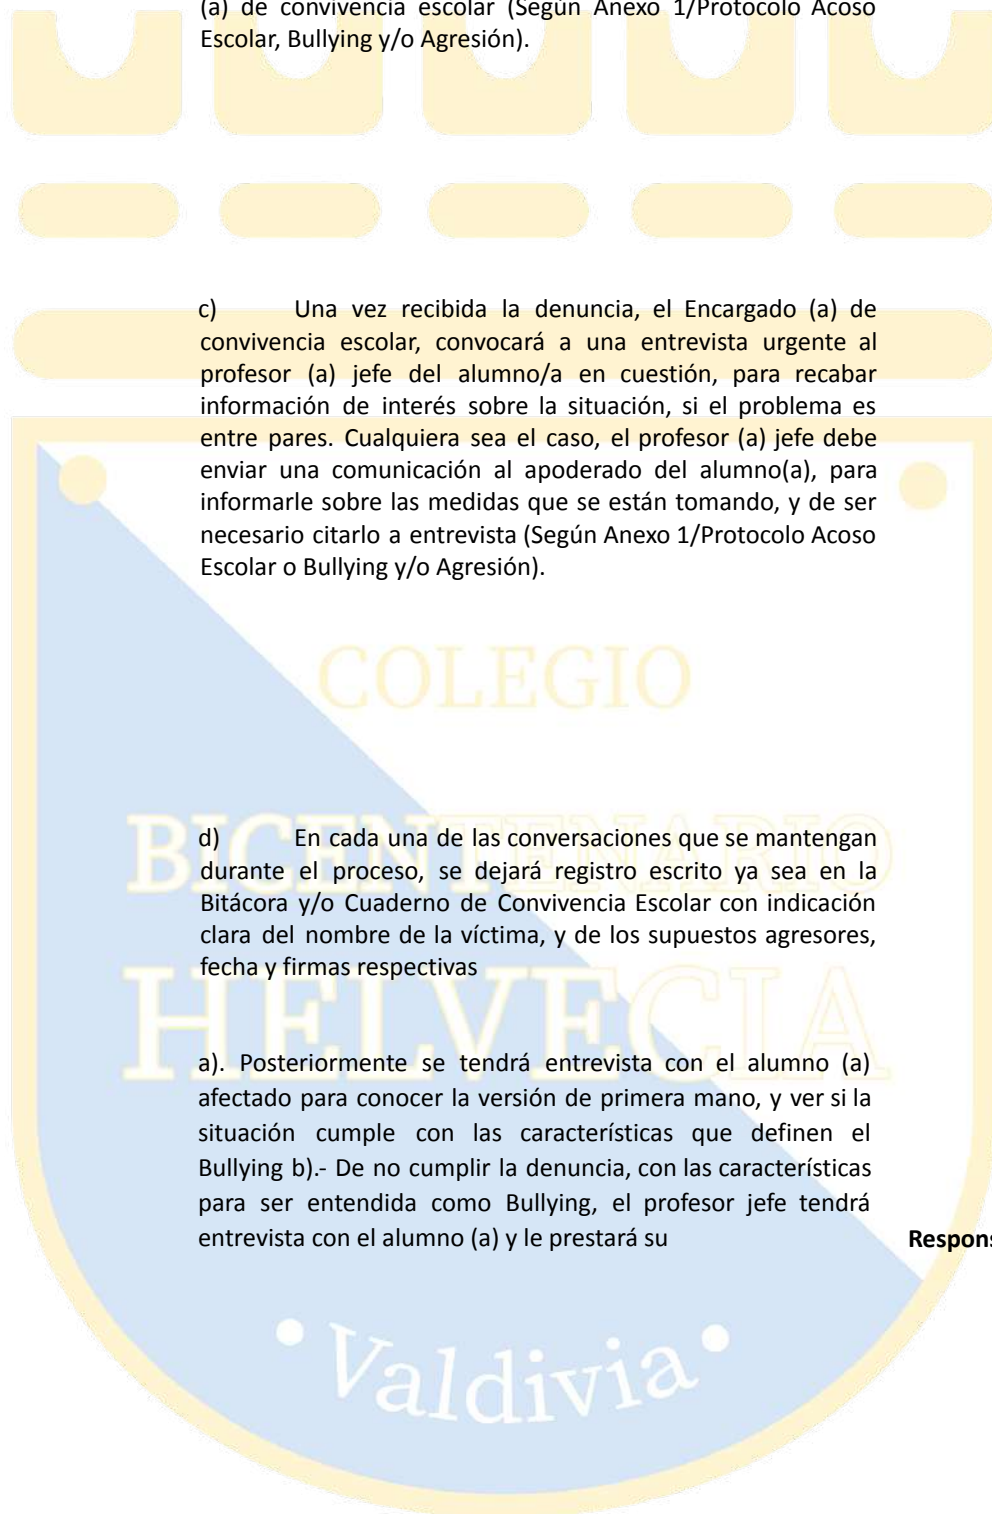 (a) de convivencia escolar (Según Anexo 1/Protocolo Acoso
Escolar, Bullying y/o Agresión).
c) Una vez recibida la denuncia, el Encargado (a) de
convivencia escolar, convocará a una entrevista urgente al
profesor (a) jefe del alumno/a en cuestión, para recabar
información de interés sobre la situación, si el problema es
entre pares. Cualquiera sea el caso, el profesor (a) jefe debe
enviar una comunicación al apoderado del alumno(a), para
informarle sobre las medidas que se están tomando, y de ser
necesario citarlo a entrevista (Según Anexo 1/Protocolo Acoso
Escolar o Bullying y/o Agresión).
COLEGIO
BICENTENARIO
d) En cada una de las conversaciones que se mantengan
durante el proceso, se dejará registro escrito ya sea en la
Bitácora y/o Cuaderno de Convivencia Escolar con indicación
clara del nombre de la víctima, y de los supuestos agresores,
fecha y firmas respectivas
HELVECIA
a). Posteriormente se tendrá entrevista con el alumno (a)
afectado para conocer la versión de primera mano, y ver si la
situación cumple con las características que definen el
Bullying b).- De no cumplir la denuncia, con las características
para ser entendida como Bullying, el profesor jefe tendrá
entrevista con el alumno (a) y le prestará su
Respons
• Valdivia •